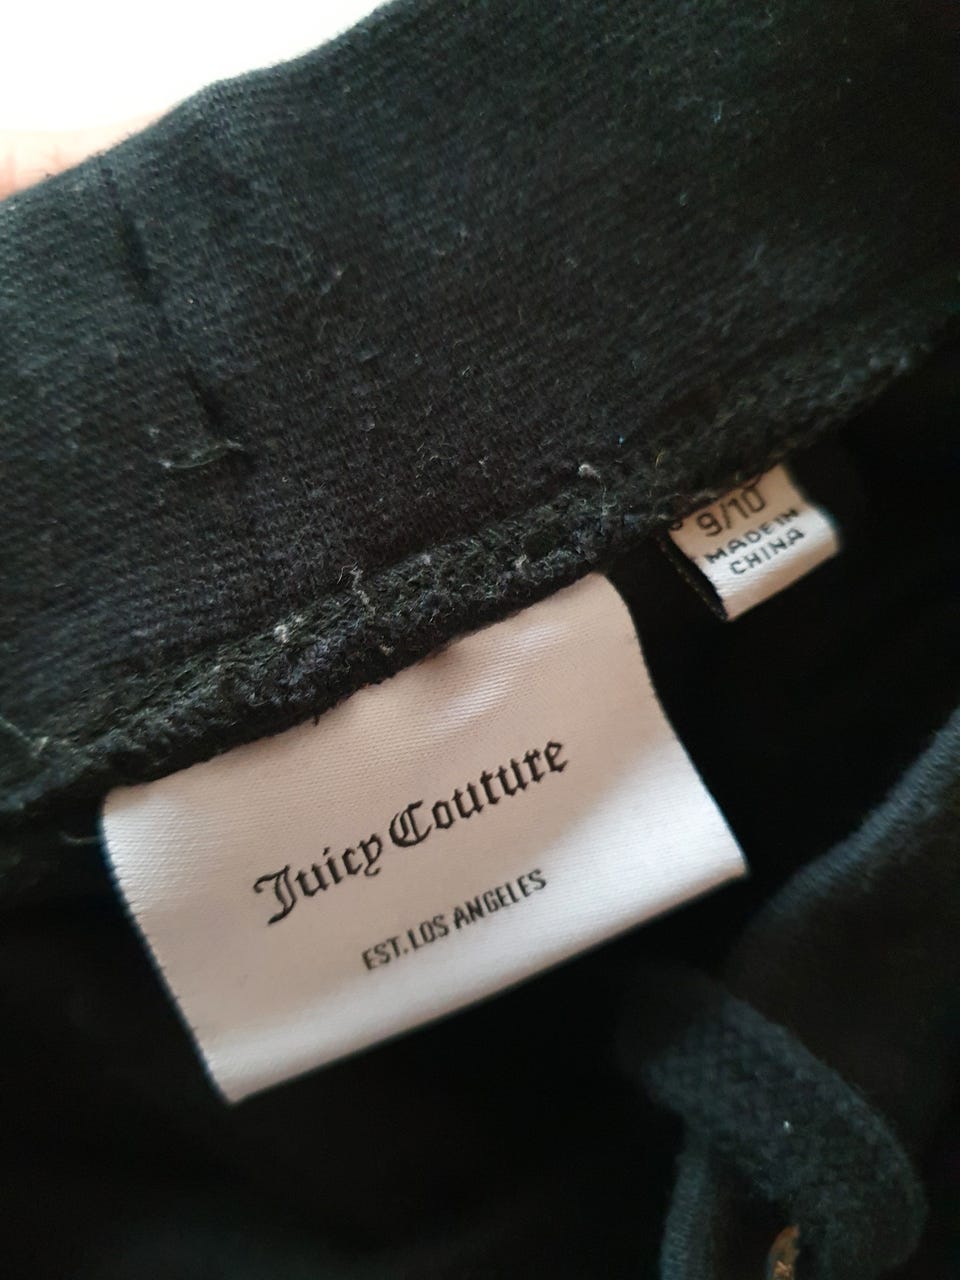 9/10
MADE IN
CHINA
Juicy Couture
EST. LOS ANGELES